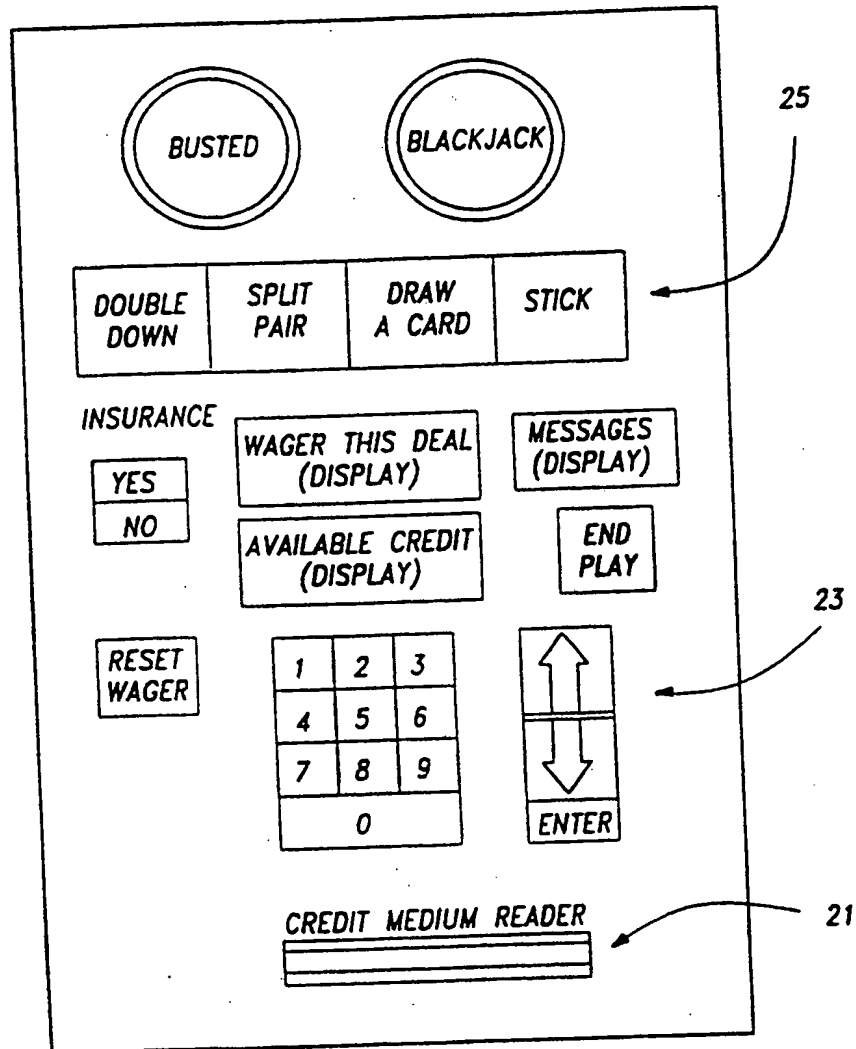 25
BUSTED
BLACKJACK
DOUBLE
DOWN
SPLIT
PAIR
DRAW
A CARD
STICK
INSURANCE
YES
NO
WAGER THIS DEAL
(DISPLAY)
MESSAGES
(DISPLAY)
AVAILABLE CREDIT
(DISPLAY)
END
PLAY
23
RESET
WAGER
1 2 3
4 5 6
7 8 9
0
ENTER
CREDIT MEDIUM READER
21